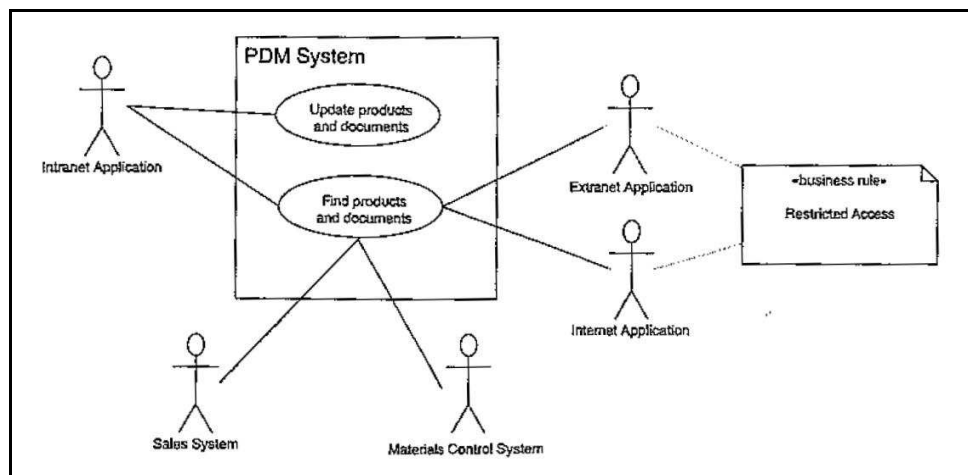 PDM System
Update products
and documents
Intranet Application
Find products
and documents
Extranet Application
«business rule»
Restricted Access
Internet Application
Sales System
Materials Control System